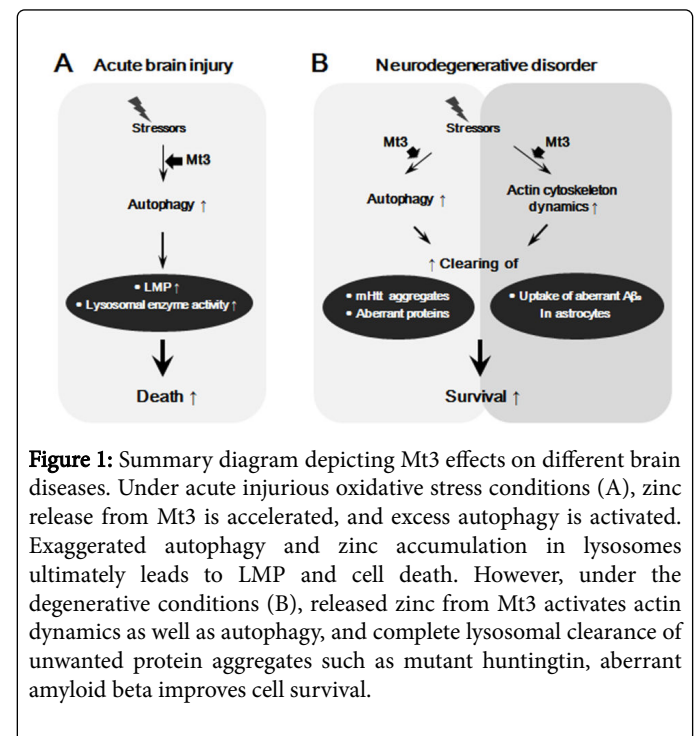 A Acute brain injury
Stressors
Mt3
Autophagy ↑
• LMP ↑
• Lysosomal enzyme activity ↑
Death ↑
B Neurodegenerative disorder
Stressors
Mt3 Mt3
Autophagy ↑
Actin cytoskeleton
dynamics ↑
↑ Clearing of
• mHtt aggregates
• Aberrant proteins
• Uptake of aberrant Aβ
In astrocytes
Survival ↑
Figure 1: Summary diagram depicting Mt3 effects on different brain
diseases. Under acute injurious oxidative stress conditions (A), zinc
release from Mt3 is accelerated, and excess autophagy is activated.
Exaggerated autophagy and zinc accumulation in lysosomes
ultimately leads to LMP and cell death. However, under the
degenerative conditions (B), released zinc from Mt3 activates actin
dynamics as well as autophagy, and complete lysosomal clearance of
unwanted protein aggregates such as mutant huntingtin, aberrant
amyloid beta improves cell survival.